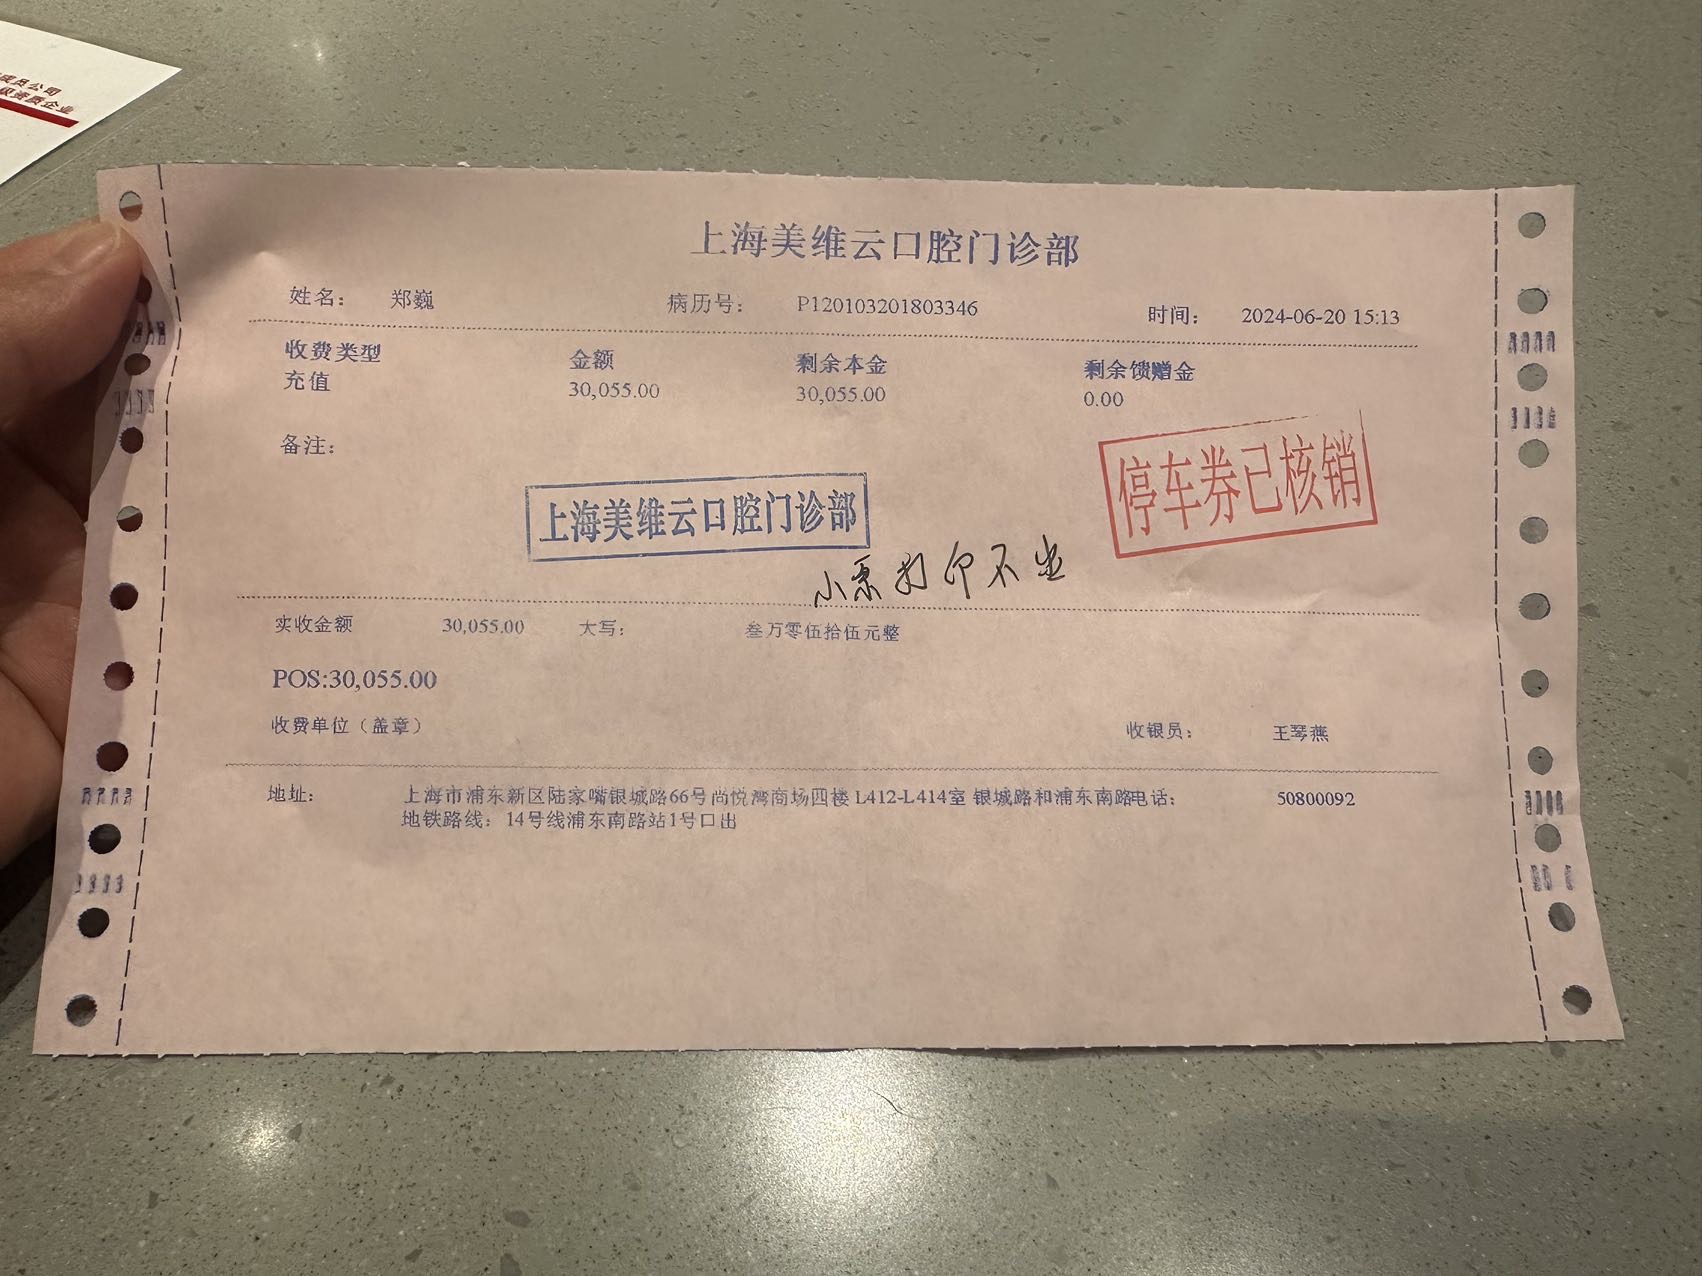 员公司
级资质企业
上海美维云口腔门诊部
姓名： 郑巍 病历号： P120103201803346 时间： 2024-06-20 15:13
收费类型 金额 剩余本金 剩余馈赠金
充值 30,055.00 30,055.00 0.00
备注：
停车券已核销
上海美维云口腔门诊部
小票打印不出
实收金额 30,055.00 大写： 叁万零伍拾伍元整
POS:30,055.00
收费单位（盖章） 收银员： 王琴燕
地址： 上海市浦东新区陆家嘴银城路66号尚悦湾商场四楼 L412-L414室 银城路和浦东南路电话： 50800092
地铁路线：14号线浦东南路站1号口出